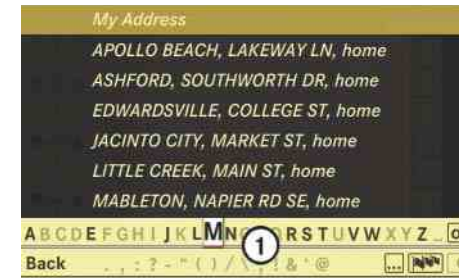 My Address
APOLLO BEACH, LAKEWAY LN, home
ASHFORD, SOUTHWORTH DR, home
EDWARDSVILLE, COLLEGE ST, home
JACINTO CITY, MARKET ST, home
LITTLE CREEK, MAIN ST, home
MABLETON, NAPIER RD SE, home
ABCDEFGHIJKLMN 1 RSTUVWXYZ_
Back . , : ? - " ( ) / \ ! & ' @ ...